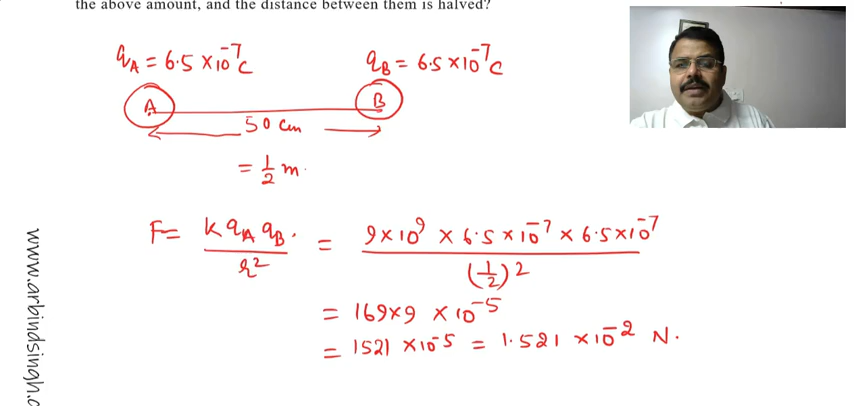 the above amount, and the distance between them is halved?
qA = 6.5 × 10⁻⁷ C qB = 6.5 × 10⁻⁷ C
A B
50 cm
= 1/2 m.
F = K qA qB. / r² = 9 × 10⁹ × 6.5 × 10⁻⁷ × 6.5 × 10⁻⁷ / (1/2)²
= 169 × 9 × 10⁻⁵
= 1521 × 10⁻⁵ = 1.521 × 10⁻² N.
www.arbindsingh.c